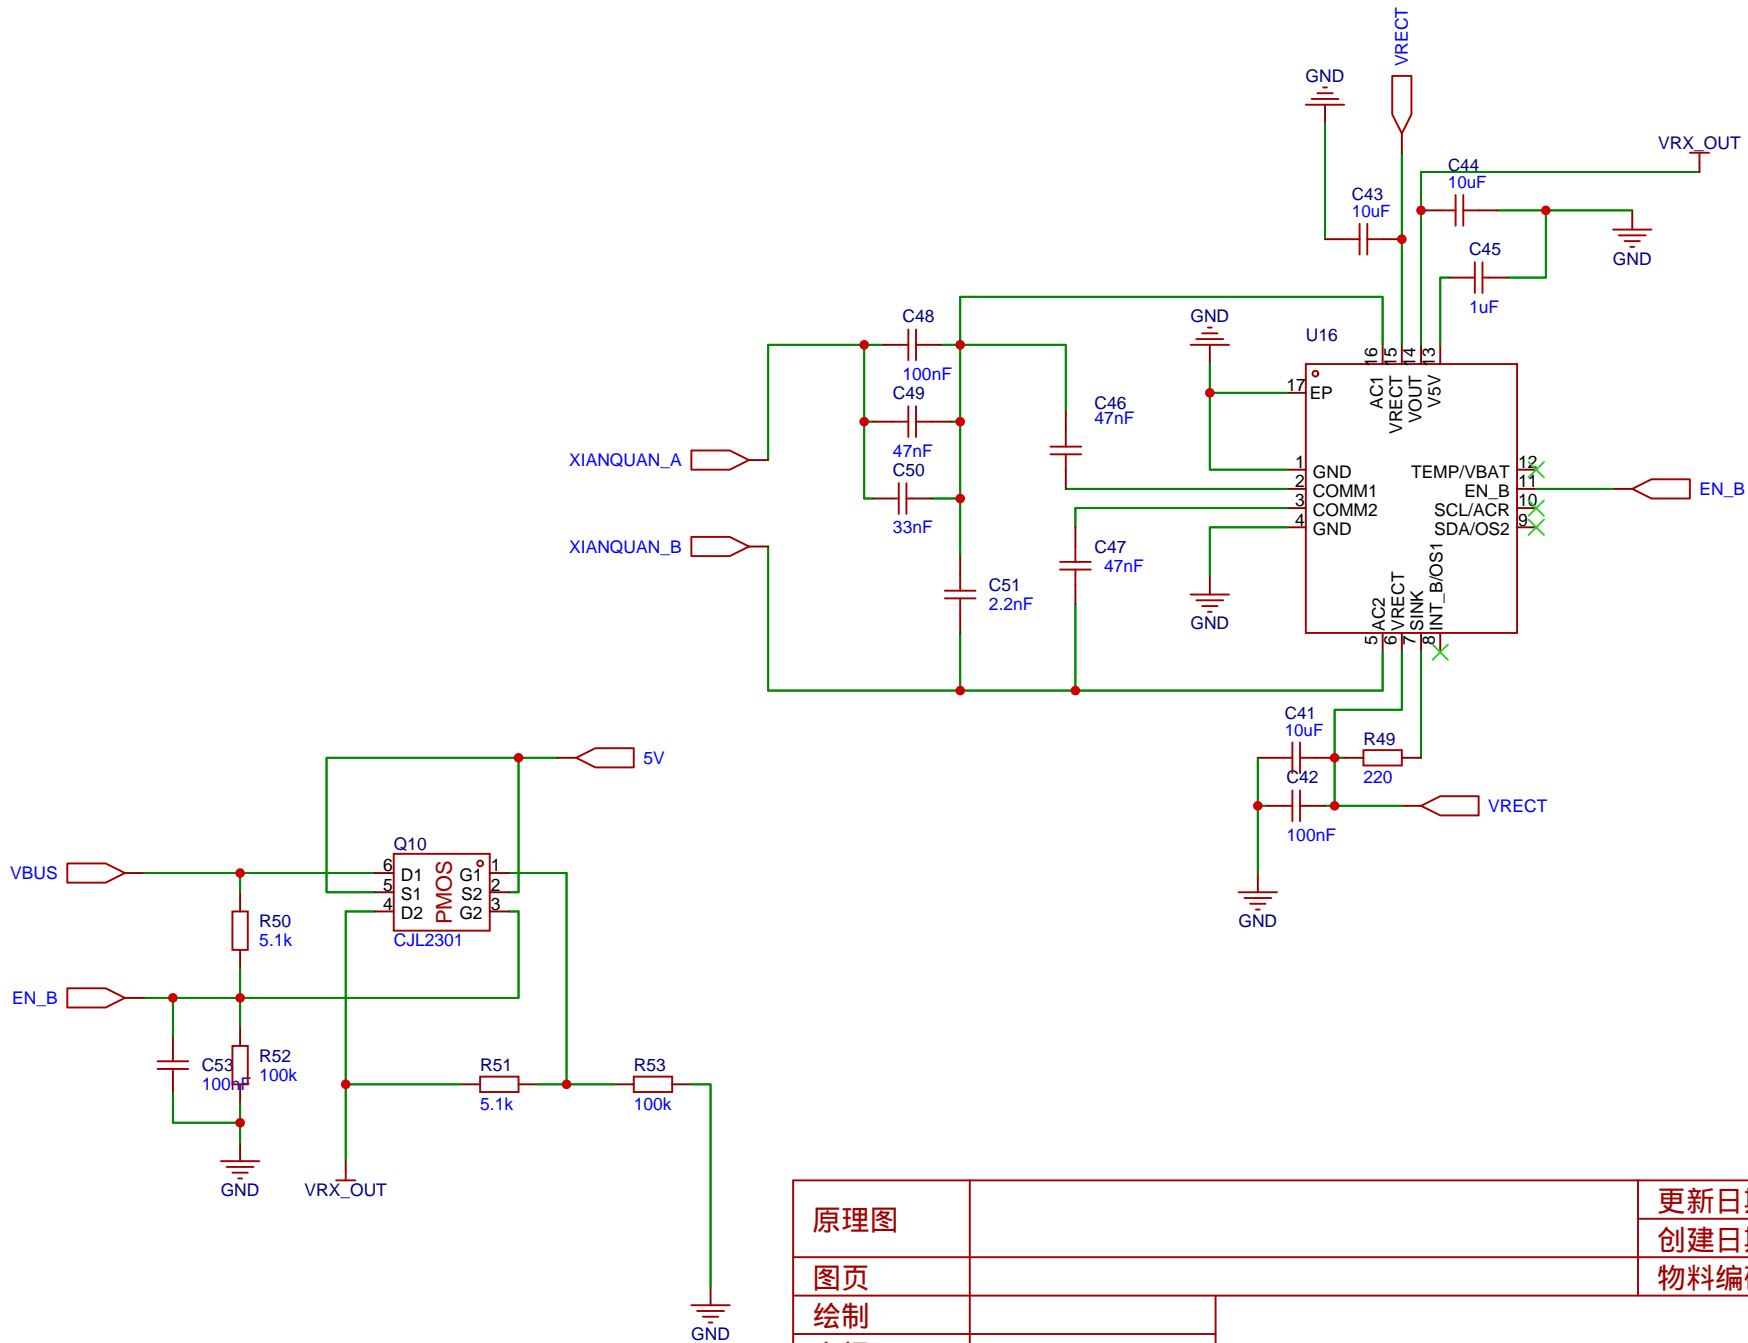 VRECT
GND
VRX_OUT
C44
10uF
C43
10uF
GND
C45
1uF
C48
100nF
C49
47nF
C50
33nF
GND
U16
16
15
14
13
AC1
VRECT
VOUT
V5V
17
EP
C46
47nF
XIANQUAN_A
1
GND
2
COMM1
3
COMM2
4
GND
TEMP/VBAT
12
EN_B
11
SCL/ACR
10
SDA/OS2
9
EN_B
XIANQUAN_B
C47
47nF
C51
2.2nF
GND
AC2
VRECT
SINK
INT_B/OS1
5
6
7
8
C41
10uF
R49
220
C42
100nF
VRECT
GND
5V
Q10
VBUS
6
D1
5
S1
4
D2
PMOS
G1
1
S2
2
G2
3
CJL2301
R50
5.1k
EN_B
C53
100nF
R52
100k
R51
5.1k
R53
100k
GND
VRX_OUT
GND
原理图
更新日
创建日
图页
物料编
绘制